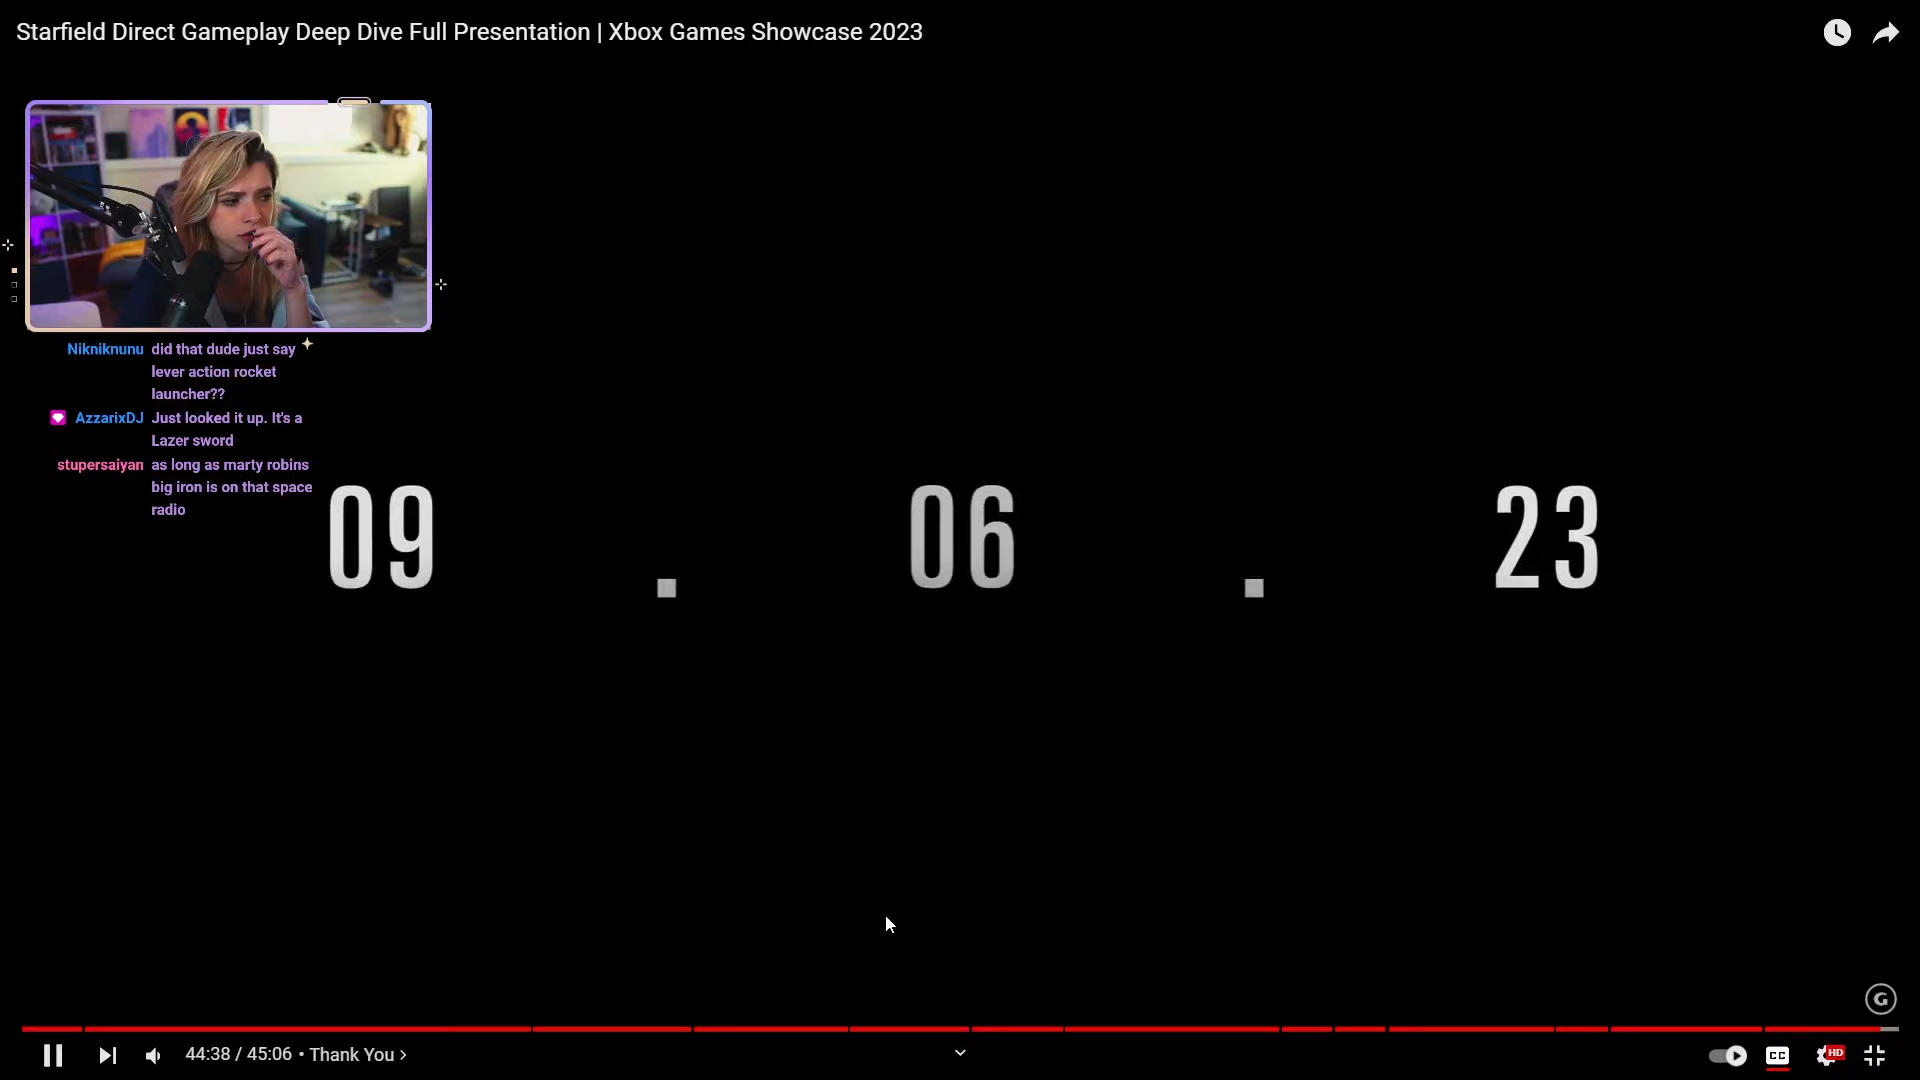 Starfield Direct Gameplay Deep Dive Full Presentation | Xbox Games Showcase 2023
Nikniknunu did that dude just say
lever action rocket
launcher??
AzzarixDJ Just looked it up. It's a
Lazer sword
stupersaiyan as long as marty robins
big iron is on that space
radio
09 . 06 . 23
G
44:38 / 45:06 • Thank You ›
CC
HD